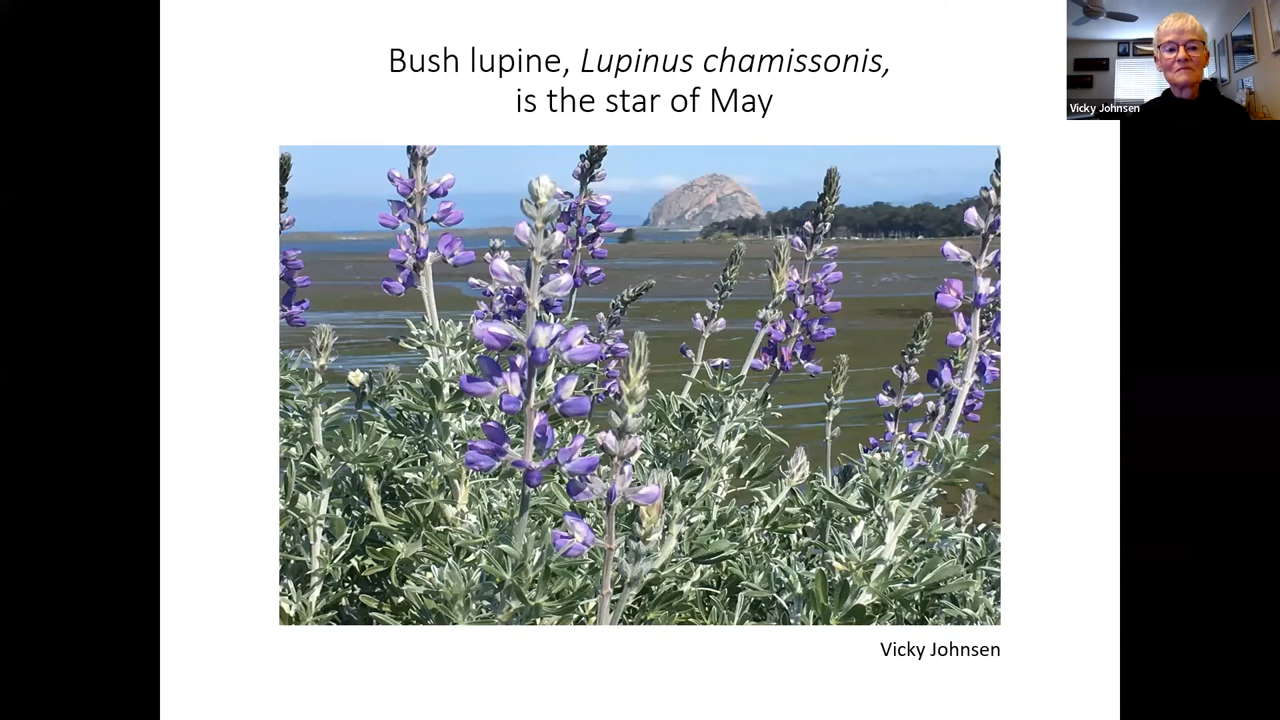 Bush lupine, Lupinus chamissonis,
is the star of May
Vicky Johnsen
Vicky Johnsen